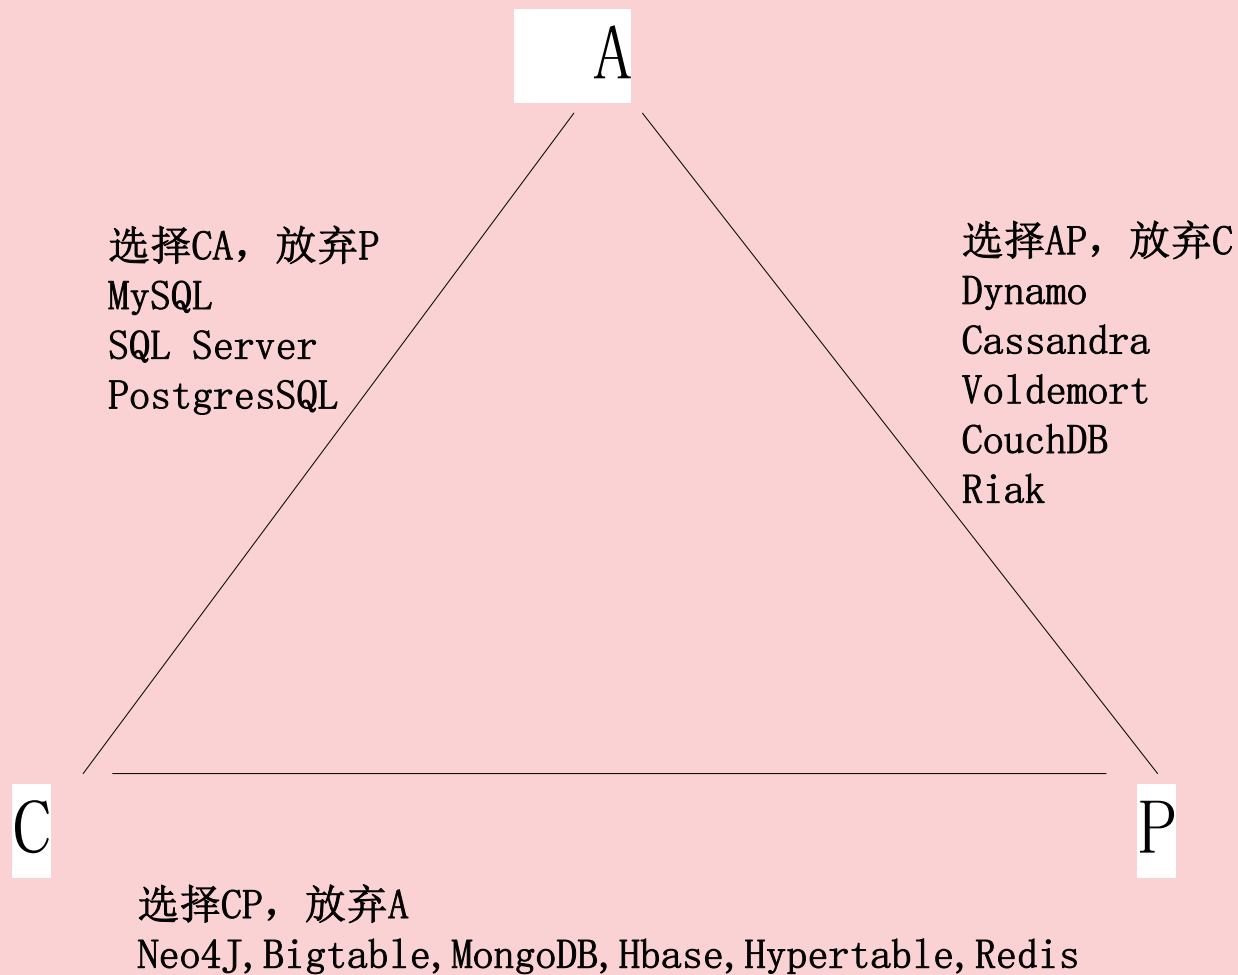 A
选择CA，放弃P
MySQL
SQL Server
PostgresSQL
选择AP，放弃C
Dynamo
Cassandra
Voldemort
CouchDB
Riak
C
P
选择CP，放弃A
Neo4J,Bigtable,MongoDB,Hbase,Hypertable,Redis